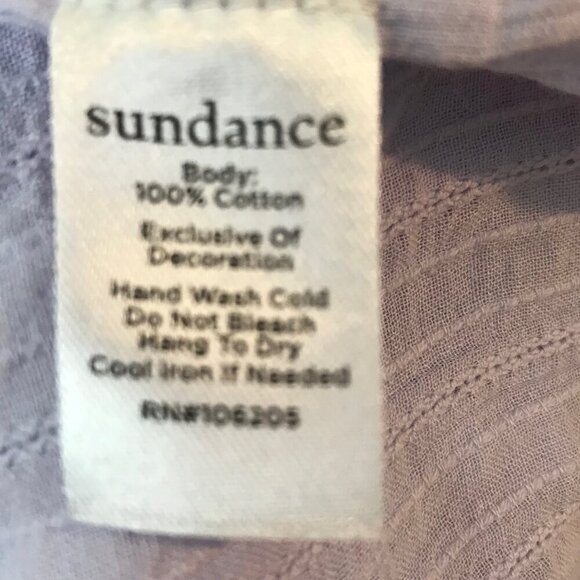 sundance
Body:
100% Cotton
Exclusive Of
Decoration
Hand Wash Cold
Do Not Bleach
Hang To Dry
Cool Iron If Needed
RN#106205